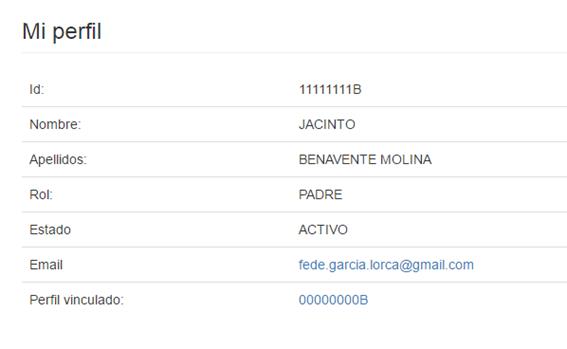 Mi perfil
Id: 11111111B
Nombre: JACINTO
Apellidos: BENAVENTE MOLINA
Rol: PADRE
Estado ACTIVO
Email fede.garcia.lorca@gmail.com
Perfil vinculado: 00000000B